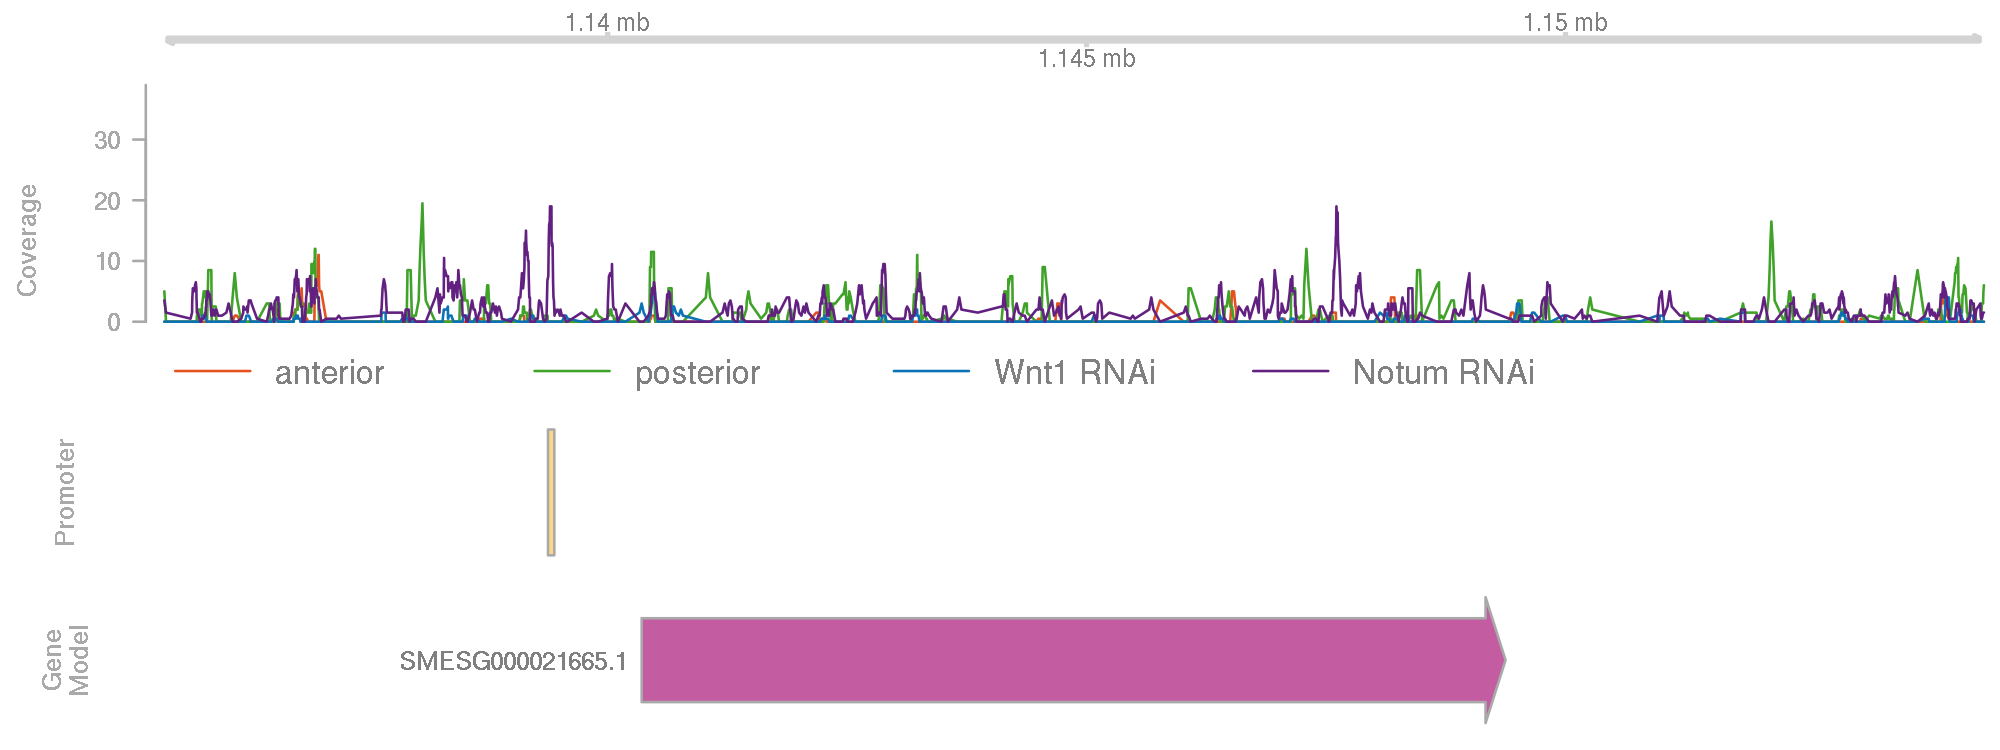 1.14 mb
1.15 mb
1.145 mb
Coverage
30
20
10
0
anterior
posterior
Wnt1 RNAi
Notum RNAi
Promoter
Gene
Model
SMESG000021665.1